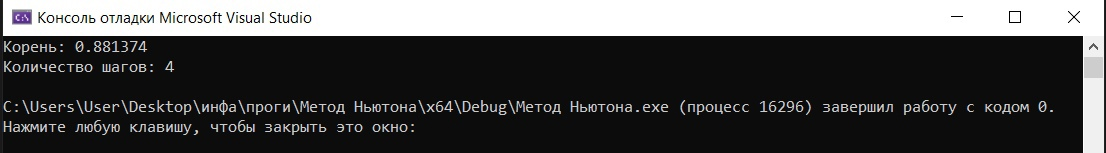 Консоль отладки Microsoft Visual Studio
Корень: 0.881374
Количество шагов: 4
C:\Users\User\Desktop\инфа\проги\Метод Ньютона\x64\Debug\Метод Ньютона.exe (процесс 16296) завершил работу с кодом 0.
Нажмите любую клавишу, чтобы закрыть это окно: